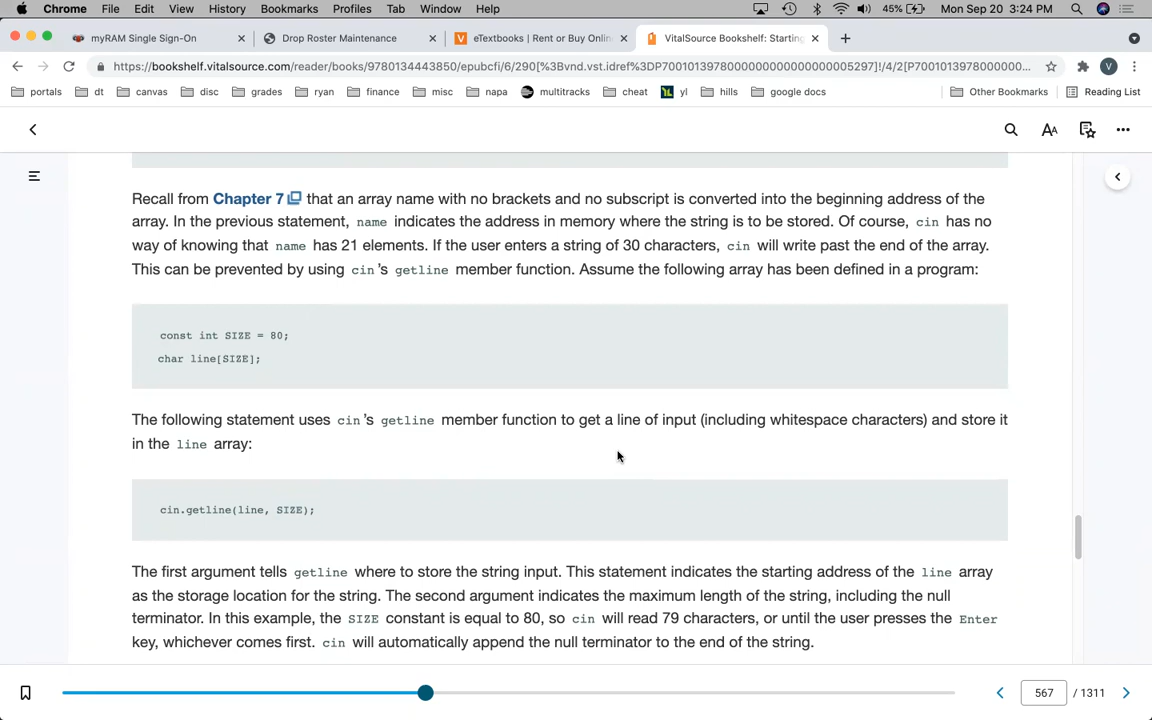 Chrome File Edit View History Bookmarks Profiles Tab Window Help 45% Mon Sep 20 3:24 PM
myRAM Single Sign-On Drop Roster Maintenance eTextbooks | Rent or Buy Onlin VitalSource Bookshelf: Starting
https://bookshelf.vitalsource.com/reader/books/9780134443850/epubcfi/6/290[%3Bvnd.vst.idref%3DP7001013978000000000000000005297]!/4/2[P7001013978000000...
portals dt canvas disc grades ryan finance misc napa multitracks cheat yl hills google docs Other Bookmarks Reading List
Recall from Chapter 7 that an array name with no brackets and no subscript is converted into the beginning address of the
array. In the previous statement, name indicates the address in memory where the string is to be stored. Of course, cin has no
way of knowing that name has 21 elements. If the user enters a string of 30 characters, cin will write past the end of the array.
This can be prevented by using cin's getline member function. Assume the following array has been defined in a program:
const int SIZE = 80;
char line[SIZE];
The following statement uses cin's getline member function to get a line of input (including whitespace characters) and store it
in the line array:
cin.getline(line, SIZE);
The first argument tells getline where to store the string input. This statement indicates the starting address of the line array
as the storage location for the string. The second argument indicates the maximum length of the string, including the null
terminator. In this example, the SIZE constant is equal to 80, so cin will read 79 characters, or until the user presses the Enter
key, whichever comes first. cin will automatically append the null terminator to the end of the string.
567 / 1311